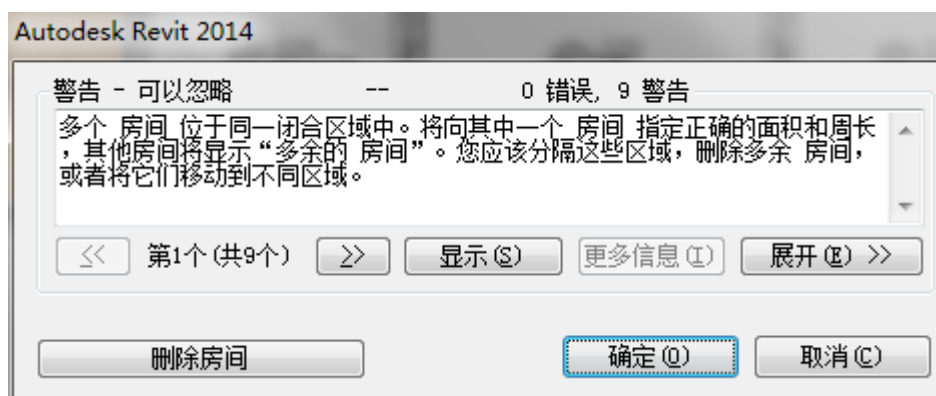 Autodesk Revit 2014
警告 - 可以忽略 -- 0 错误, 9 警告
多个 房间 位于同一闭合区域中。将向其中一个 房间 指定正确的面积和周长
，其他房间将显示“多余的 房间”。您应该分隔这些区域，删除多余 房间，
或者将它们移动到不同区域。
<< 第1个(共9个) >> 显示(S) 更多信息(I) 展开(E) >>
删除房间 确定(O) 取消(C)